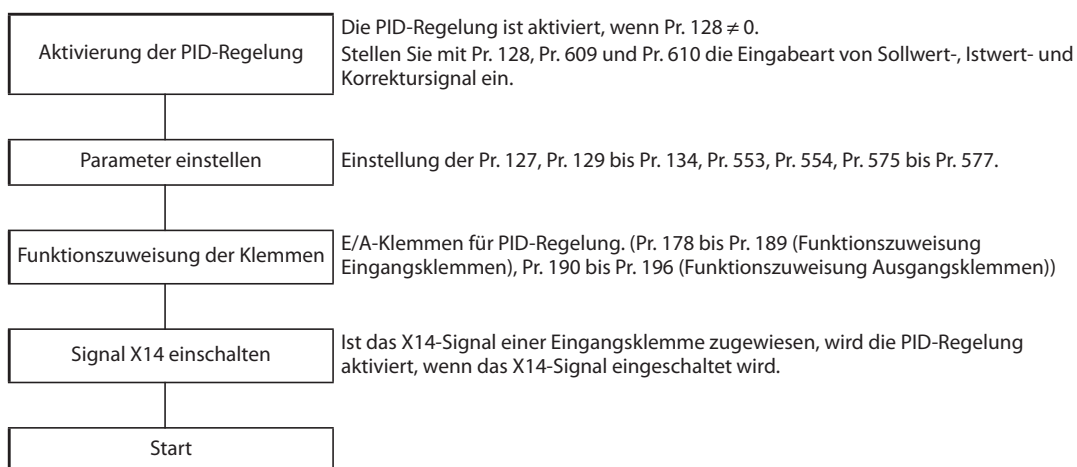 Aktivierung der PID-Regelung
Die PID-Regelung ist aktiviert, wenn Pr. 128 ≠ 0.
Stellen Sie mit Pr. 128, Pr. 609 und Pr. 610 die Eingabeart von Sollwert-, Istwert- und
Korrektursignal ein.
Parameter einstellen
Einstellung der Pr. 127, Pr. 129 bis Pr. 134, Pr. 553, Pr. 554, Pr. 575 bis Pr. 577.
Funktionszuweisung der Klemmen
E/A-Klemmen für PID-Regelung. (Pr. 178 bis Pr. 189 (Funktionszuweisung
Eingangsklemmen), Pr. 190 bis Pr. 196 (Funktionszuweisung Ausgangsklemmen))
Signal X14 einschalten
Ist das X14-Signal einer Eingangsklemme zugewiesen, wird die PID-Regelung
aktiviert, wenn das X14-Signal eingeschaltet wird.
Start